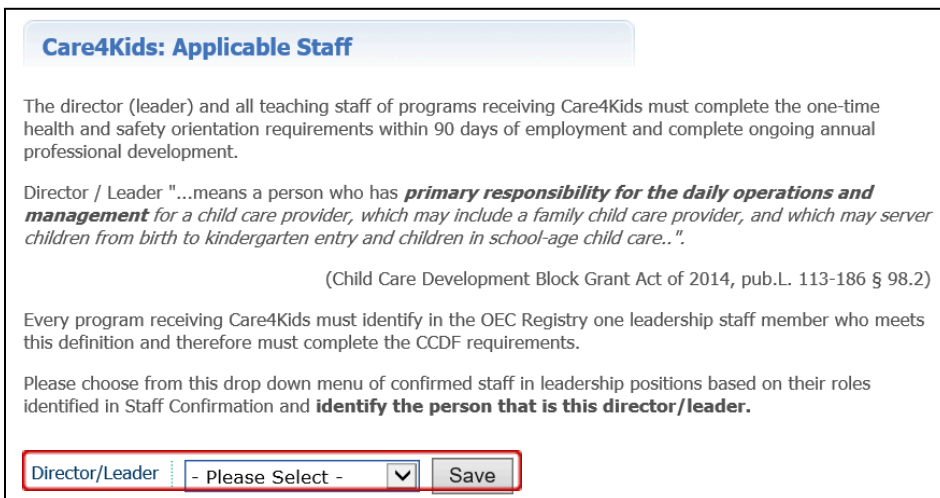 Care4Kids: Applicable Staff
The director (leader) and all teaching staff of programs receiving Care4Kids must complete the one-time
health and safety orientation requirements within 90 days of employment and complete ongoing annual
professional development.
Director / Leader "...means a person who has primary responsibility for the daily operations and
management for a child care provider, which may include a family child care provider, and which may server
children from birth to kindergarten entry and children in school-age child care..".
(Child Care Development Block Grant Act of 2014, pub.L. 113-186 § 98.2)
Every program receiving Care4Kids must identify in the OEC Registry one leadership staff member who meets
this definition and therefore must complete the CCDF requirements.
Please choose from this drop down menu of confirmed staff in leadership positions based on their roles
identified in Staff Confirmation and identify the person that is this director/leader.
Director/Leader - Please Select - Save